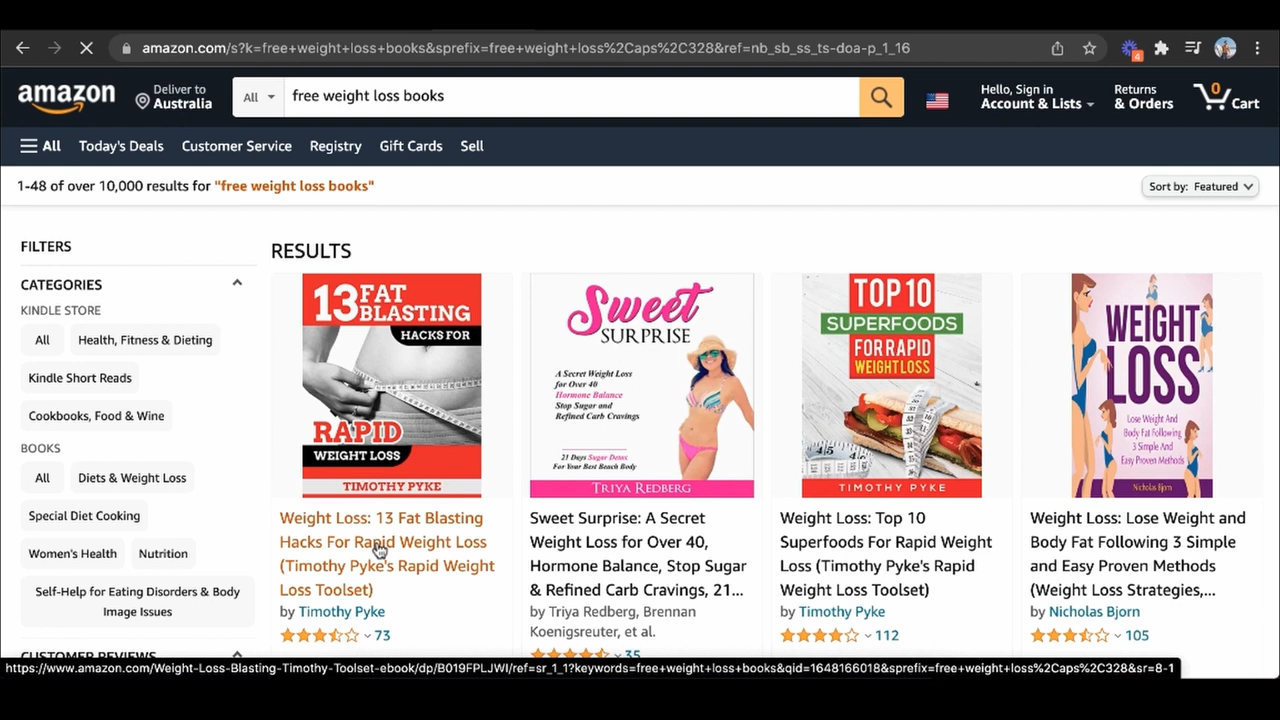 amazon.com/s?k=free+weight+loss+books&sprefix=free+weight+loss%2Caps%2C328&ref=nb_sb_ss_ts-doa-p_1_16
4
amazon
Deliver to
Australia
All
free weight loss books
Hello, Sign in
Account & Lists
Returns
& Orders
0
Cart
All
Today's Deals
Customer Service
Registry
Gift Cards
Sell
1-48 of over 10,000 results for "free weight loss books"
Sort by: Featured
FILTERS
CATEGORIES
KINDLE STORE
All
Health, Fitness & Dieting
Kindle Short Reads
Cookbooks, Food & Wine
BOOKS
All
Diets & Weight Loss
Special Diet Cooking
Women's Health
Nutrition
Self-Help for Eating Disorders & Body
Image Issues
CUSTOMER REVIEWS
RESULTS
13 FAT
BLASTING
HACKS FOR
RAPID
WEIGHT LOSS
TIMOTHY PYKE
Weight Loss: 13 Fat Blasting
Hacks For Rapid Weight Loss
(Timothy Pyke's Rapid Weight
Loss Toolset)
by Timothy Pyke
73
Sweet
SURPRISE
A Secret Weight Loss
for Over 40
Hormone Balance
Stop Sugar and
Refined Carb Cravings
21 Days Sugar Detox
For Your Best Beach Body
TRIYA REDBERG
Sweet Surprise: A Secret
Weight Loss for Over 40,
Hormone Balance, Stop Sugar
& Refined Carb Cravings, 21...
by Triya Redberg, Brennan
Koenigsreuter, et al.
35
TOP 10
SUPERFOODS
FOR RAPID
WEIGHT LOSS
TIMOTHY PYKE
Weight Loss: Top 10
Superfoods For Rapid Weight
Loss (Timothy Pyke's Rapid
Weight Loss Toolset)
by Timothy Pyke
112
WEIGHT
LOSS
Lose Weight And
Body Fat Following
3 Simple And
Easy Proven Methods
Nicholas Bjorn
Weight Loss: Lose Weight and
Body Fat Following 3 Simple
and Easy Proven Methods
(Weight Loss Strategies,...
by Nicholas Bjorn
105
https://www.amazon.com/Weight-Loss-Blasting-Timothy-Toolset-ebook/dp/B019FPLJWI/ref=sr_1_1?keywords=free+weight+loss+books&qid=1648166018&sprefix=free+weight+loss%2Caps%2C328&sr=8-1